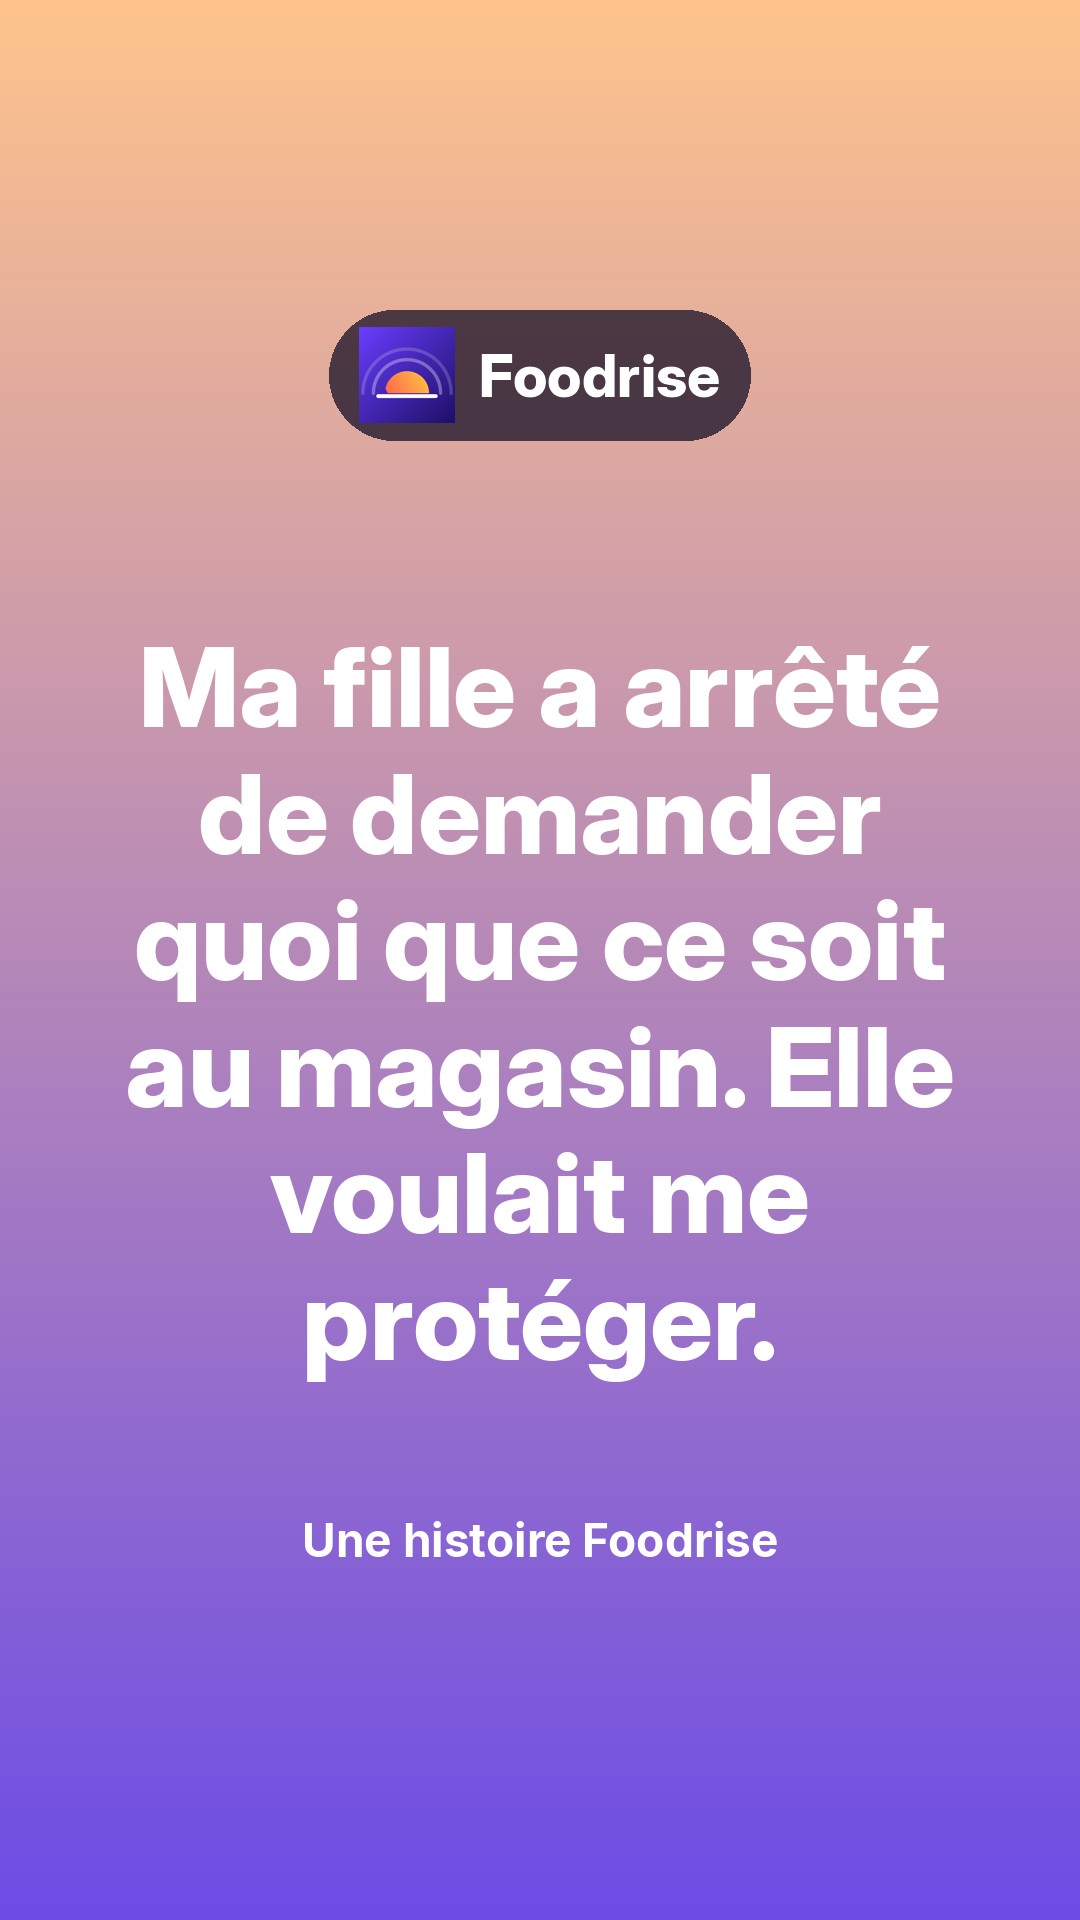 Foodrise
Ma fille a arrêté
de demander
quoi que ce soit
au magasin. Elle
voulait me
protéger.
Une histoire Foodrise